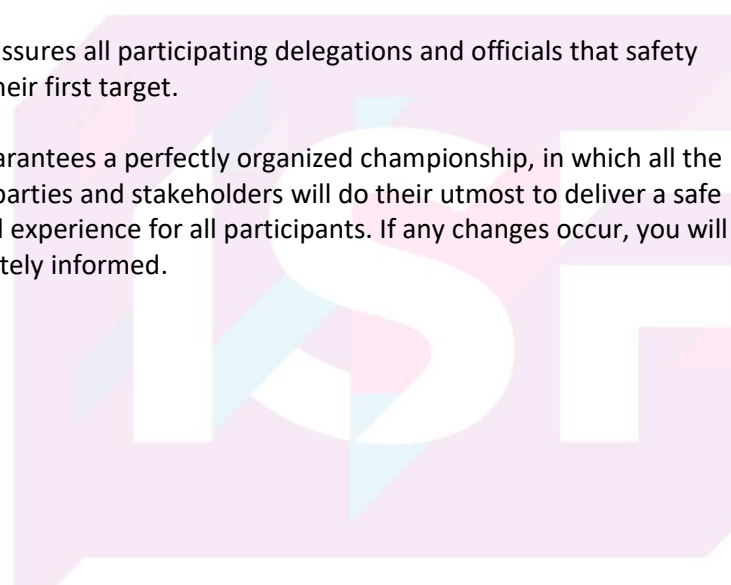 ssures all participating delegations and officials that safety
heir first target.
arantees a perfectly organized championship, in which all the
parties and stakeholders will do their utmost to deliver a safe
d experience for all participants. If any changes occur, you will
tely informed.
ISF